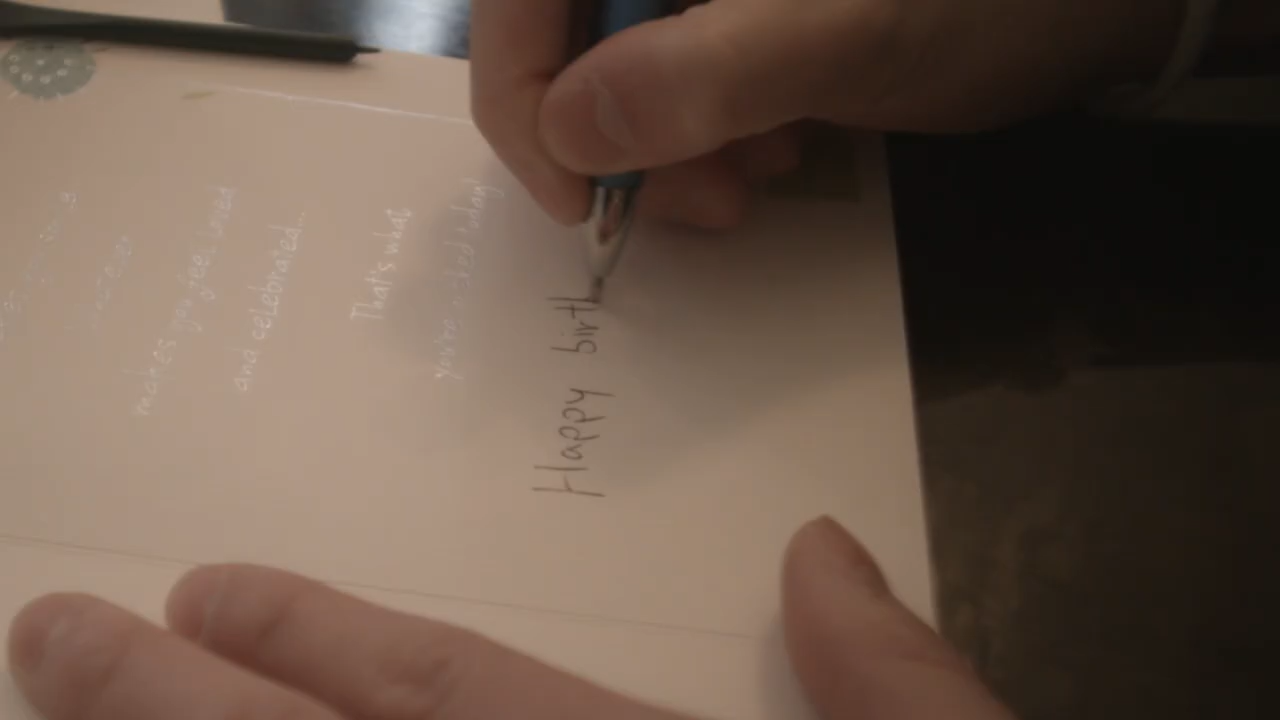 makes you feel loved
and celebrated...
That's what
you're wished today!
Happy birth